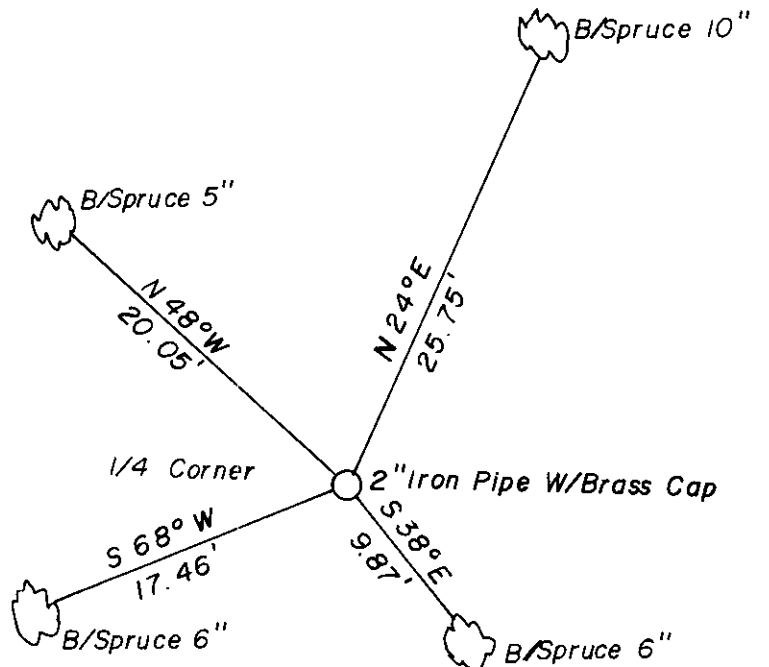 B/Spruce 10"
B/Spruce 5"
N 48°W
20.05'
N 24°E
25.75'
1/4 Corner
2" Iron Pipe W/Brass Cap
S 68° W
17.46'
S 38°E
9.87'
B/Spruce 6"
B/Spruce 6"